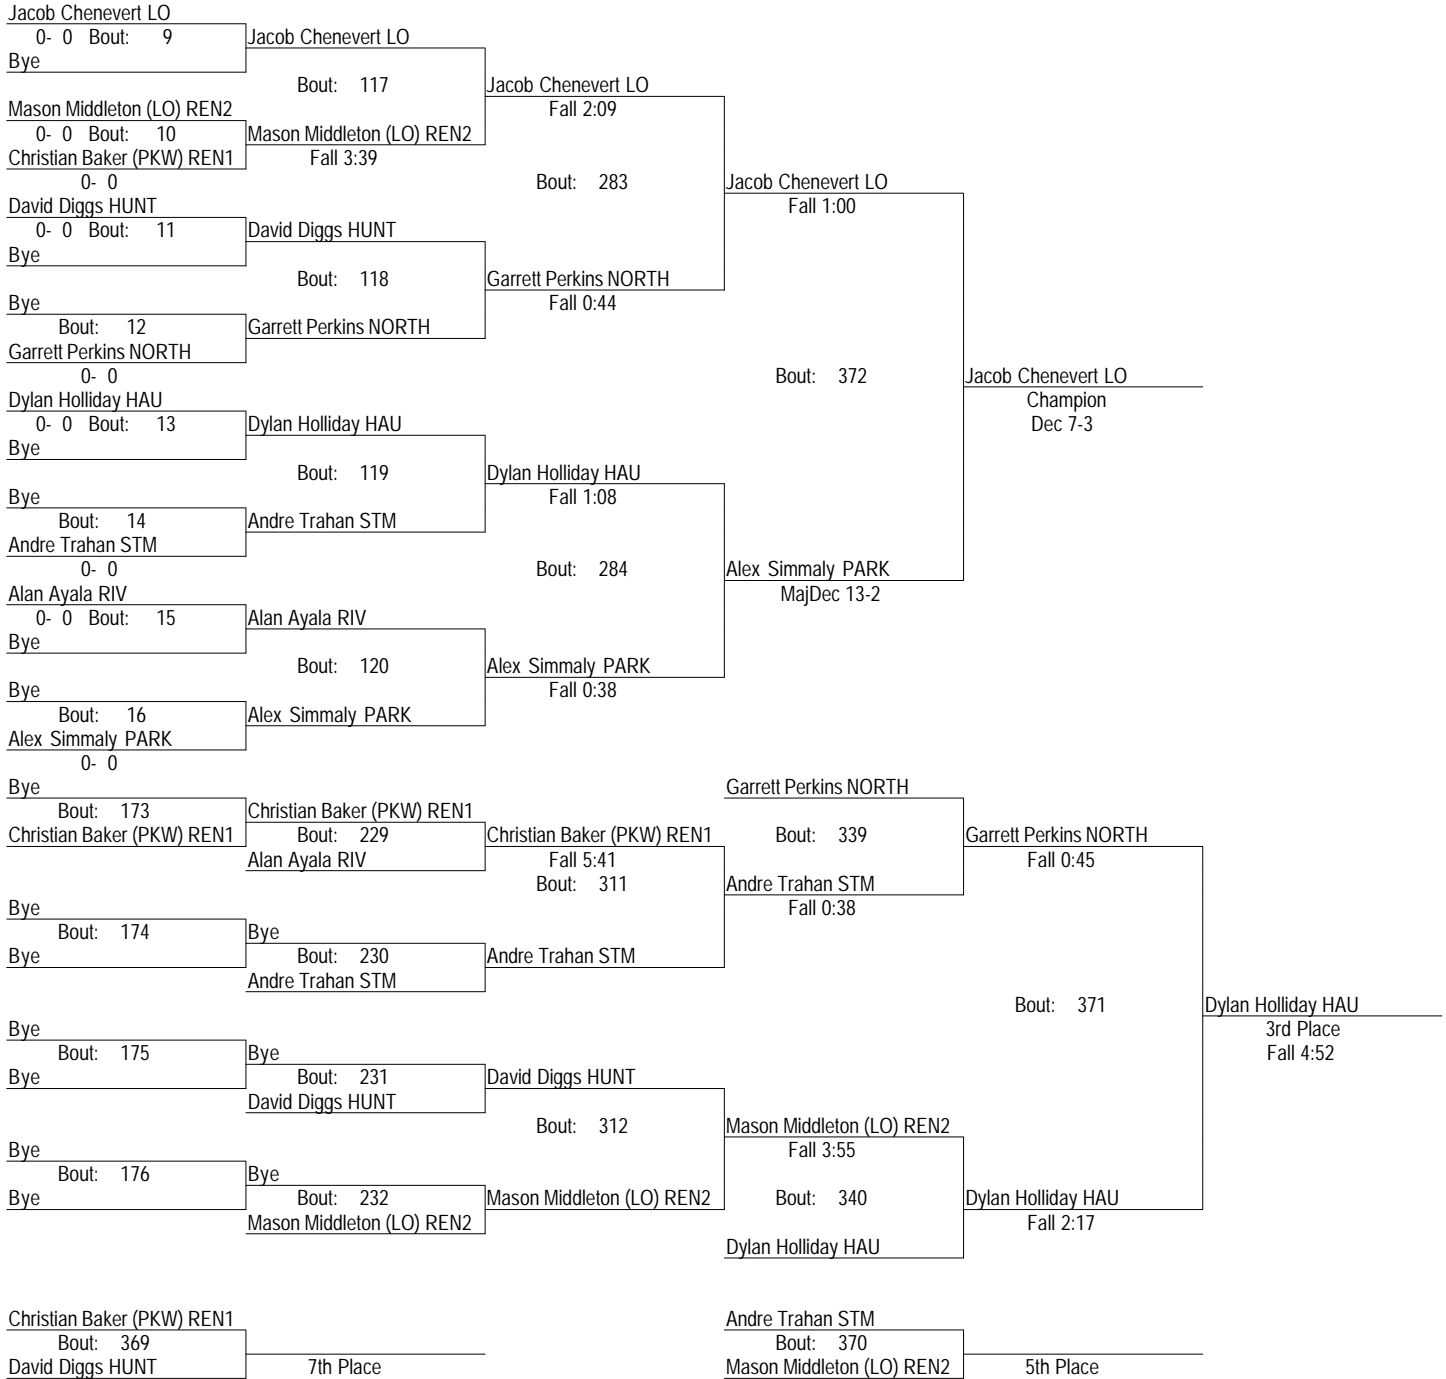 Jacob Chenevert LO
0- 0 Bout: 9 Jacob Chenevert LO
Bye
Bout: 117 Jacob Chenevert LO
Mason Middleton (LO) REN2 Fall 2:09
0- 0 Bout: 10 Mason Middleton (LO) REN2
Christian Baker (PKW) REN1 Fall 3:39
0- 0 Bout: 283 Jacob Chenevert LO
David Diggs HUNT Fall 1:00
0- 0 Bout: 11 David Diggs HUNT
Bye
Bout: 118 Garrett Perkins NORTH
Bye Fall 0:44
Bout: 12 Garrett Perkins NORTH
Garrett Perkins NORTH
0- 0 Bout: 372 Jacob Chenevert LO
Dylan Holliday HAU Champion
0- 0 Bout: 13 Dylan Holliday HAU Dec 7-3
Bye
Bout: 119 Dylan Holliday HAU
Bye Fall 1:08
Bout: 14 Andre Trahan STM
Andre Trahan STM
0- 0 Bout: 284 Alex Simmaly PARK
Alan Ayala RIV MajDec 13-2
0- 0 Bout: 15 Alan Ayala RIV
Bye
Bout: 120 Alex Simmaly PARK
Bye Fall 0:38
Bout: 16 Alex Simmaly PARK
Alex Simmaly PARK
0- 0
Bye Garrett Perkins NORTH
Bout: 173 Christian Baker (PKW) REN1
Christian Baker (PKW) REN1 Bout: 229 Christian Baker (PKW) REN1 Bout: 339 Garrett Perkins NORTH
Alan Ayala RIV Fall 5:41 Fall 0:45
Bout: 311 Andre Trahan STM
Bye Fall 0:38
Bout: 174 Bye
Bye Bout: 230 Andre Trahan STM
Andre Trahan STM
Bout: 371 Dylan Holliday HAU
Bye 3rd Place
Bout: 175 Bye Fall 4:52
Bye Bout: 231 David Diggs HUNT
David Diggs HUNT
Bout: 312 Mason Middleton (LO) REN2
Bye Fall 3:55
Bout: 176 Bye
Bye Bout: 232 Mason Middleton (LO) REN2 Bout: 340 Dylan Holliday HAU
Mason Middleton (LO) REN2 Fall 2:17
Dylan Holliday HAU
Christian Baker (PKW) REN1 Andre Trahan STM
Bout: 369 Bout: 370
David Diggs HUNT 7th Place Mason Middleton (LO) REN2 5th Place